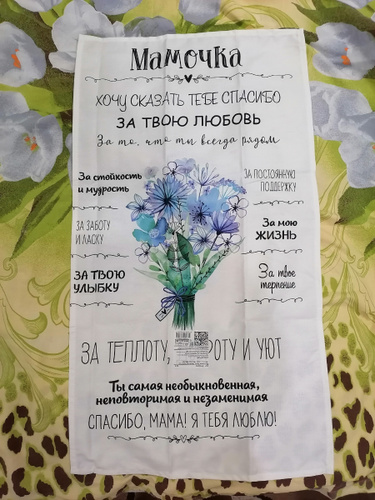 Мамочка
ХОЧУ СКАЗАТЬ ТЕБЕ СПАСИБО
ЗА ТВОЮ ЛЮБОВЬ
За то, что ты всегда рядом
За стойкость
и мудрость
ЗА ПОСТОЯННУЮ
ПОДДЕРЖКУ
ЗА ЗАБОТУ
И ЛАСКУ
За мою
ЖИЗНЬ
ЗА ТВОЮ
УЛЫБКУ
За твое
терпение
ЗА ТЕПЛОТУ, РОТУ И УЮТ
Ты самая необыкновенная,
неповторимая и незаменимая
СПАСИБО, МАМА! Я ТЕБЯ ЛЮБЛЮ!